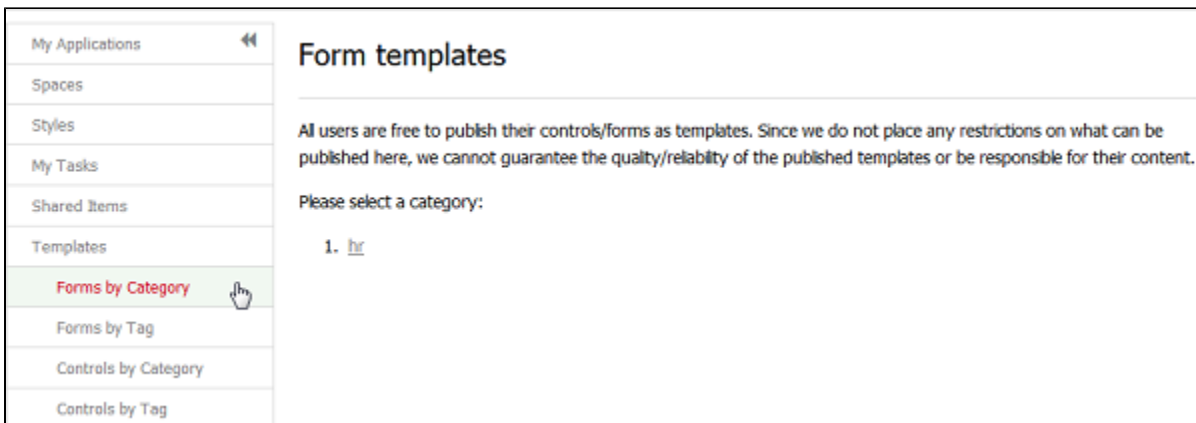 My Applications
Spaces
Styles
My Tasks
Shared Items
Templates
Forms by Category
Forms by Tag
Controls by Category
Controls by Tag
Form templates
All users are free to publish their controls/forms as templates. Since we do not place any restrictions on what can be
published here, we cannot guarantee the quality/reliability of the published templates or be responsible for their content.
Please select a category:
1. hr